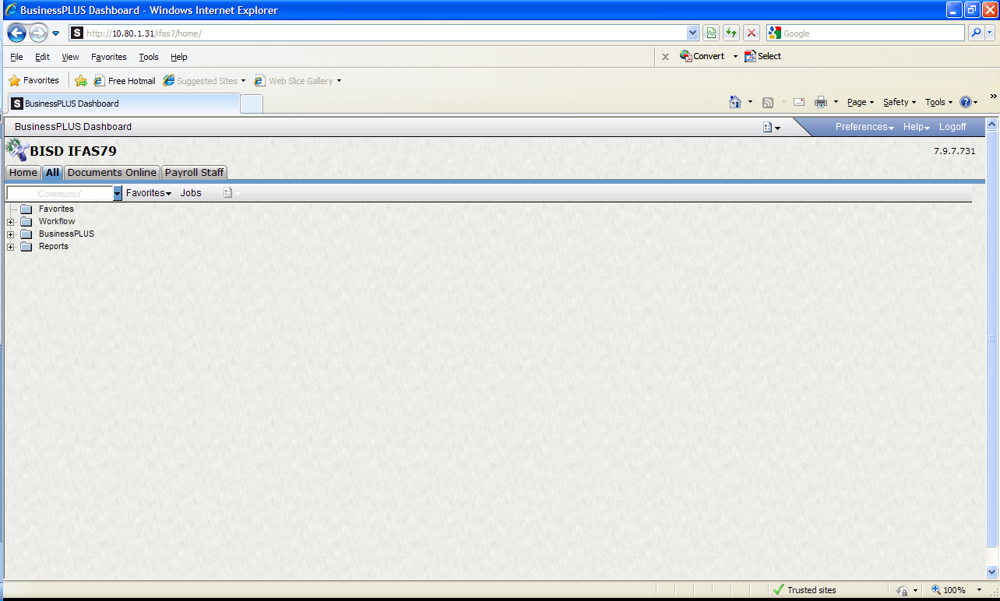 BusinessPLUS Dashboard - Windows Internet Explorer
S http://10.80.1.31/ifas7/home/ Google
File Edit View Favorites Tools Help x Convert Select
Favorites Free Hotmail Suggested Sites Web Slice Gallery
S BusinessPLUS Dashboard Page Safety Tools ? »
BusinessPLUS Dashboard Preferences Help Logoff
BISD IFAS79 7.9.7.731
Home All Documents Online Payroll Staff
Command Favorites Jobs
Favorites
Workflow
BusinessPLUS
Reports
Trusted sites 100%